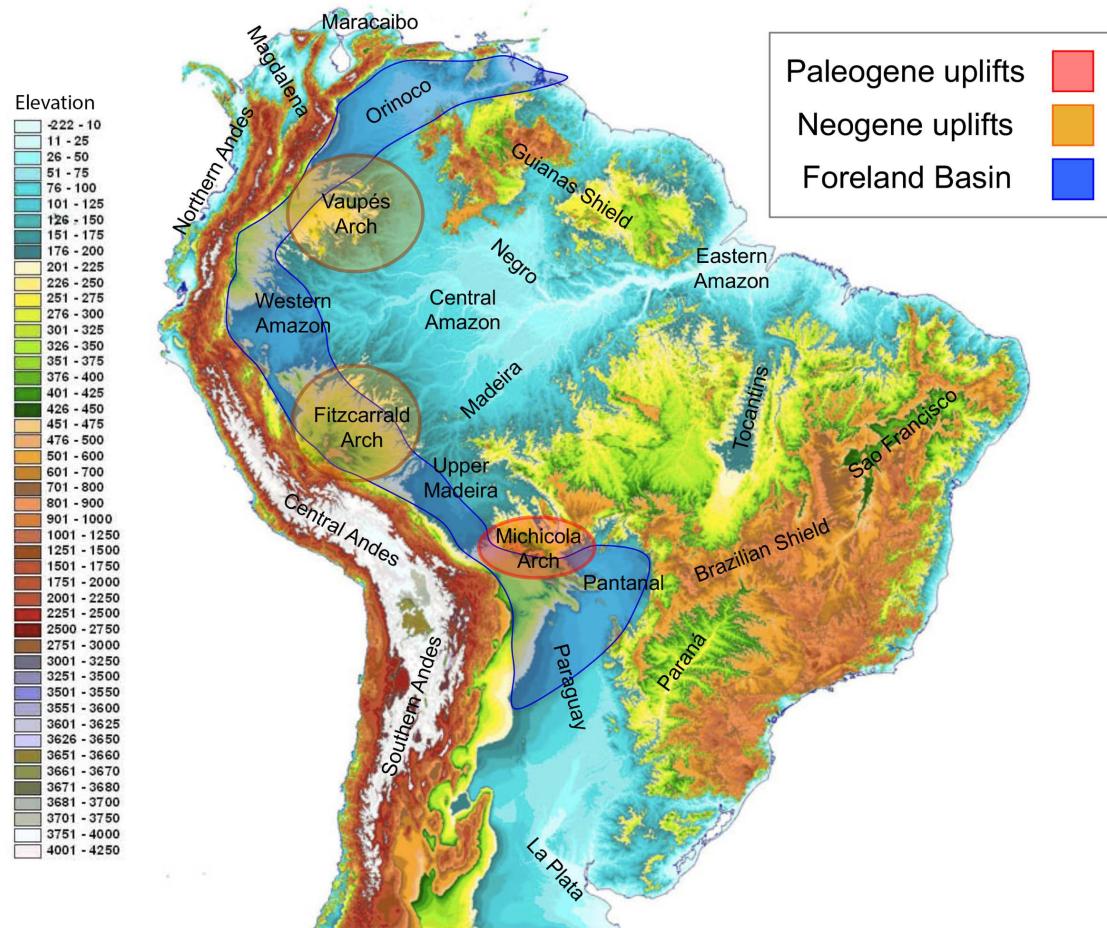 Maracaibo
Magdalena
Orinoco
Northern Andes
Guianas Shield
Vaupés
Arch
Negro
Eastern
Amazon
Western
Amazon
Central
Amazon
Madeira
Tocantins
Sao Francisco
Fitzcarrald
Arch
Upper
Madeira
Central Andes
Michicola
Arch
Brazilian Shield
Pantanal
Paraná
Paraguay
Southern Andes
La Plata
Paleogene uplifts
Neogene uplifts
Foreland Basin
Elevation
-222 - 10
11 - 25
26 - 50
51 - 75
76 - 100
101 - 125
126 - 150
151 - 175
176 - 200
201 - 225
226 - 250
251 - 275
276 - 300
301 - 325
326 - 350
351 - 375
376 - 400
401 - 425
426 - 450
451 - 475
476 - 500
501 - 600
601 - 700
701 - 800
801 - 900
901 - 1000
1001 - 1250
1251 - 1500
1501 - 1750
1751 - 2000
2001 - 2250
2251 - 2500
2500 - 2750
2751 - 3000
3001 - 3250
3251 - 3500
3501 - 3550
3551 - 3600
3601 - 3625
3626 - 3650
3651 - 3660
3661 - 3670
3671 - 3680
3681 - 3700
3701 - 3750
3751 - 4000
4001 - 4250